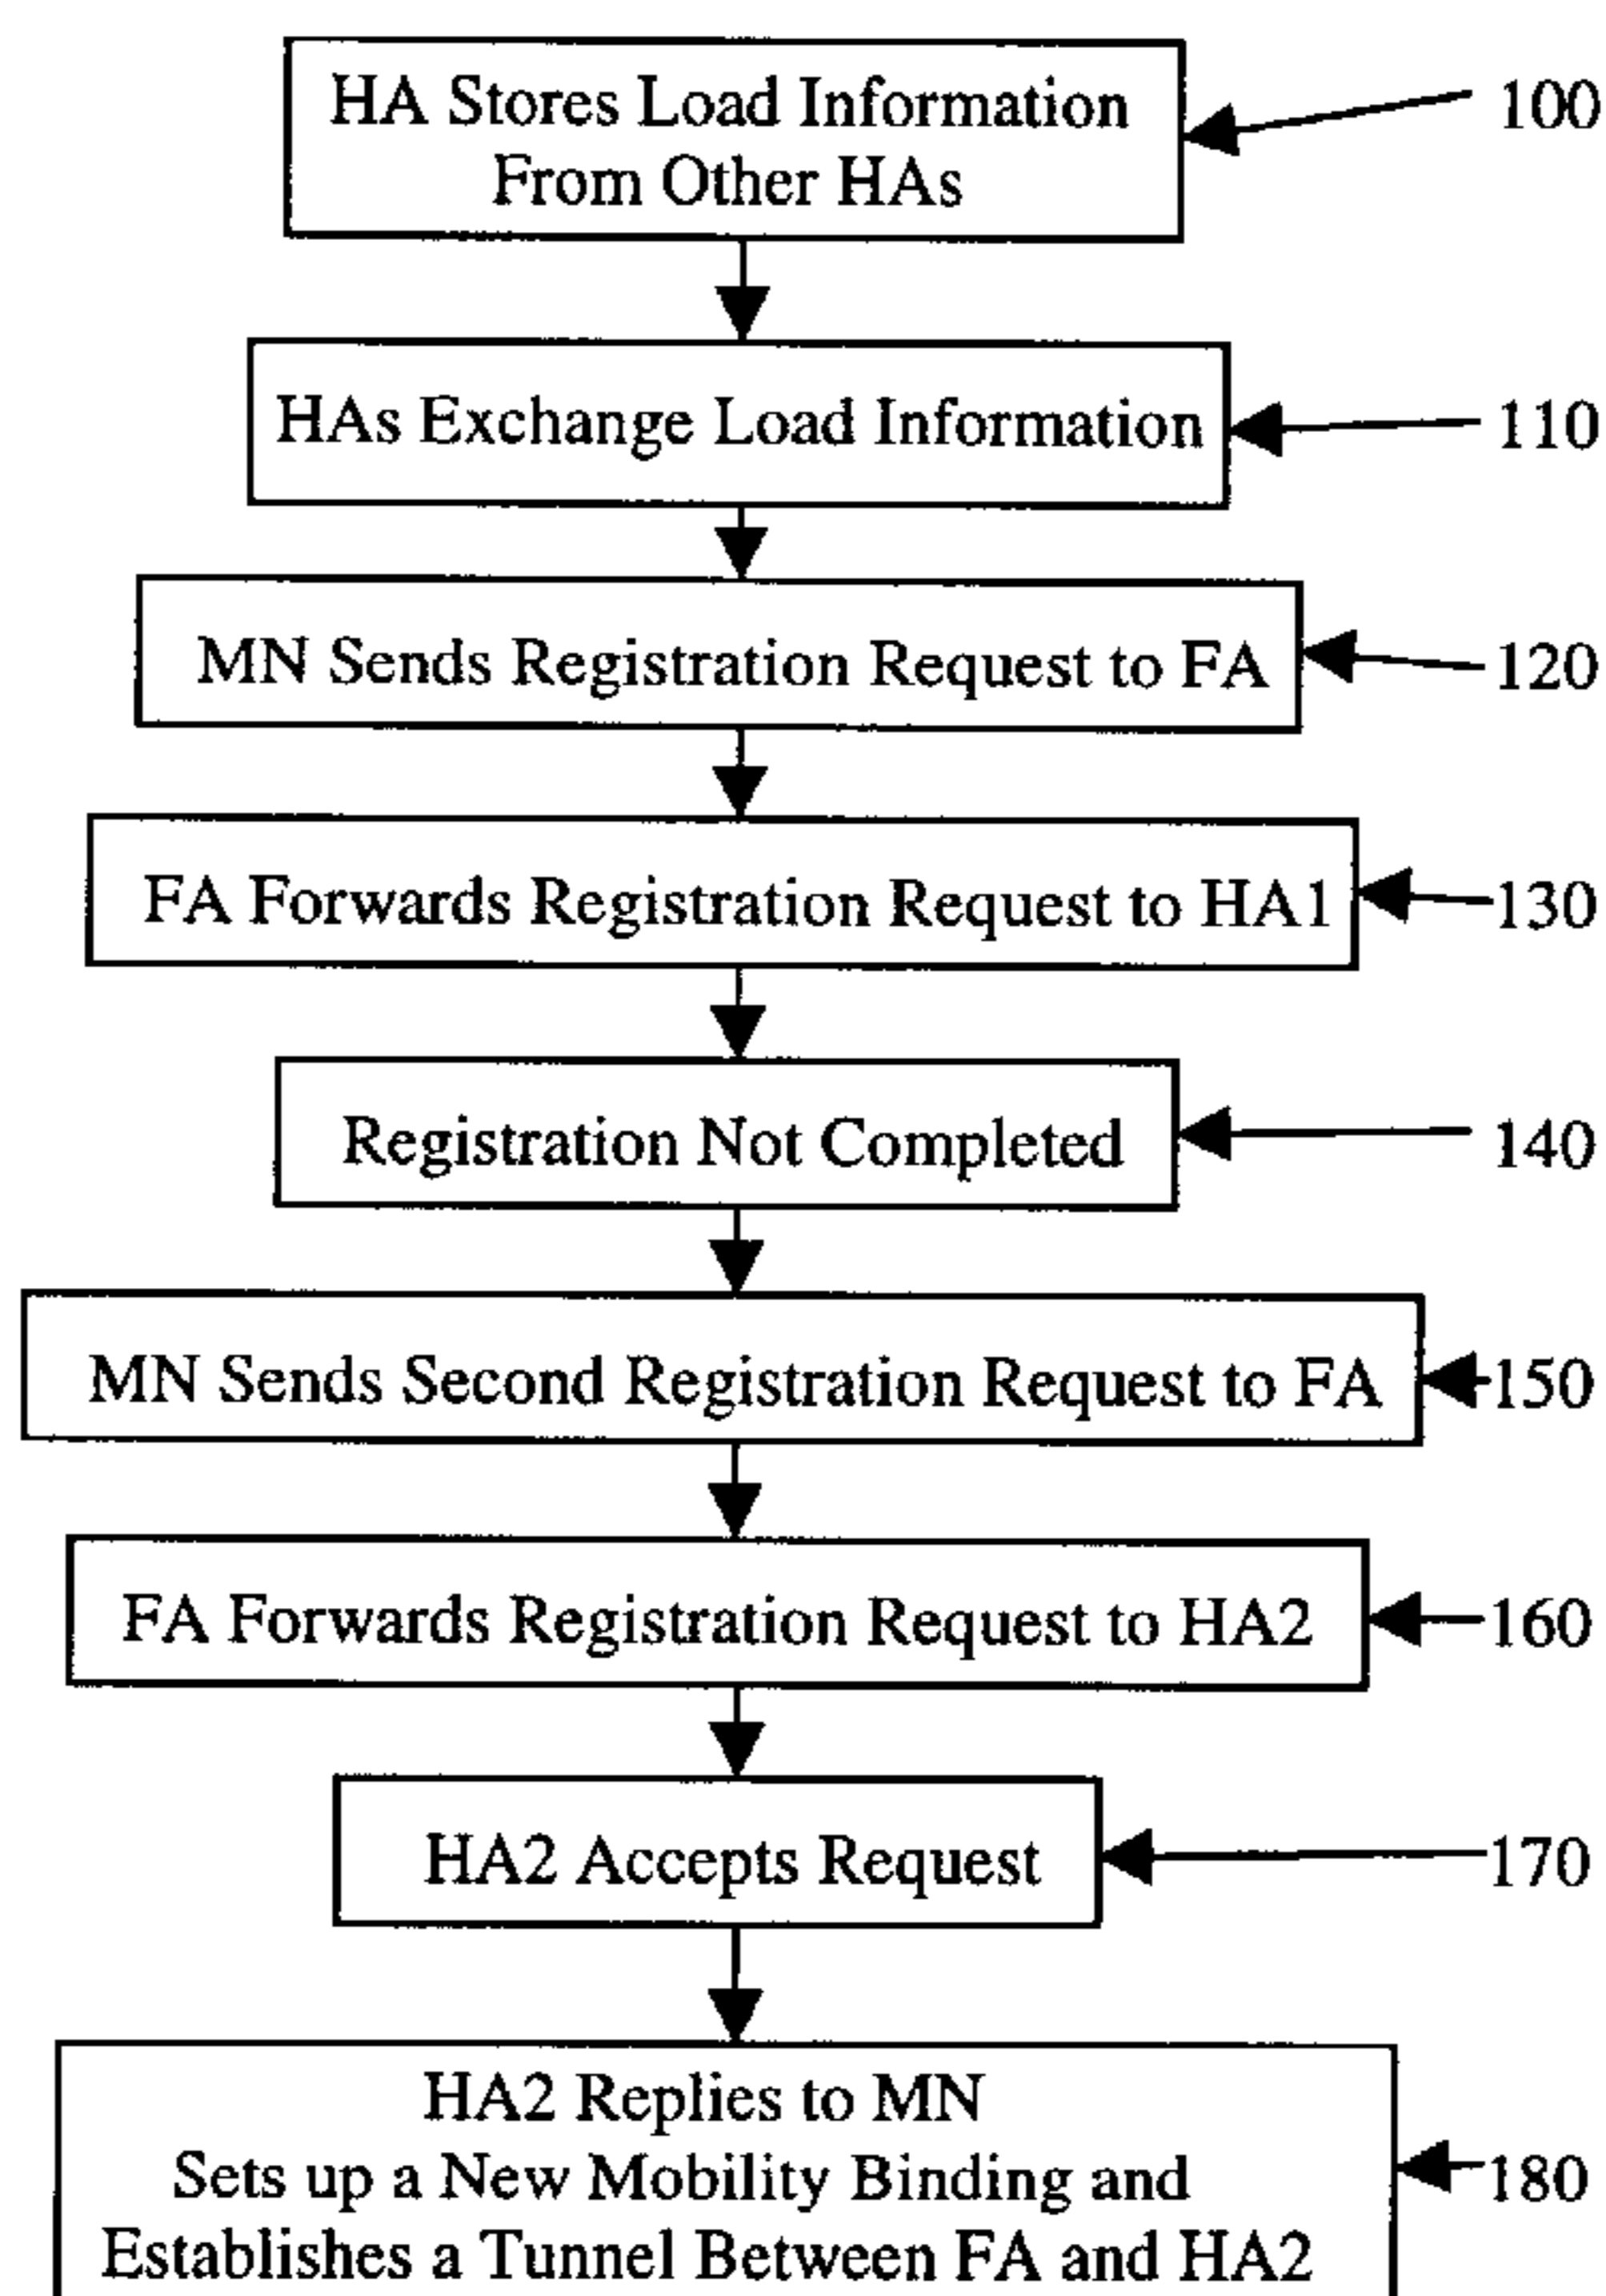 HA Stores Load Information
From Other HAs
100
HAs Exchange Load Information
110
MN Sends Registration Request to FA
120
FA Forwards Registration Request to HA1
130
Registration Not Completed
140
MN Sends Second Registration Request to FA
150
FA Forwards Registration Request to HA2
160
HA2 Accepts Request
170
HA2 Replies to MN
Sets up a New Mobility Binding and
Establishes a Tunnel Between FA and HA2
180